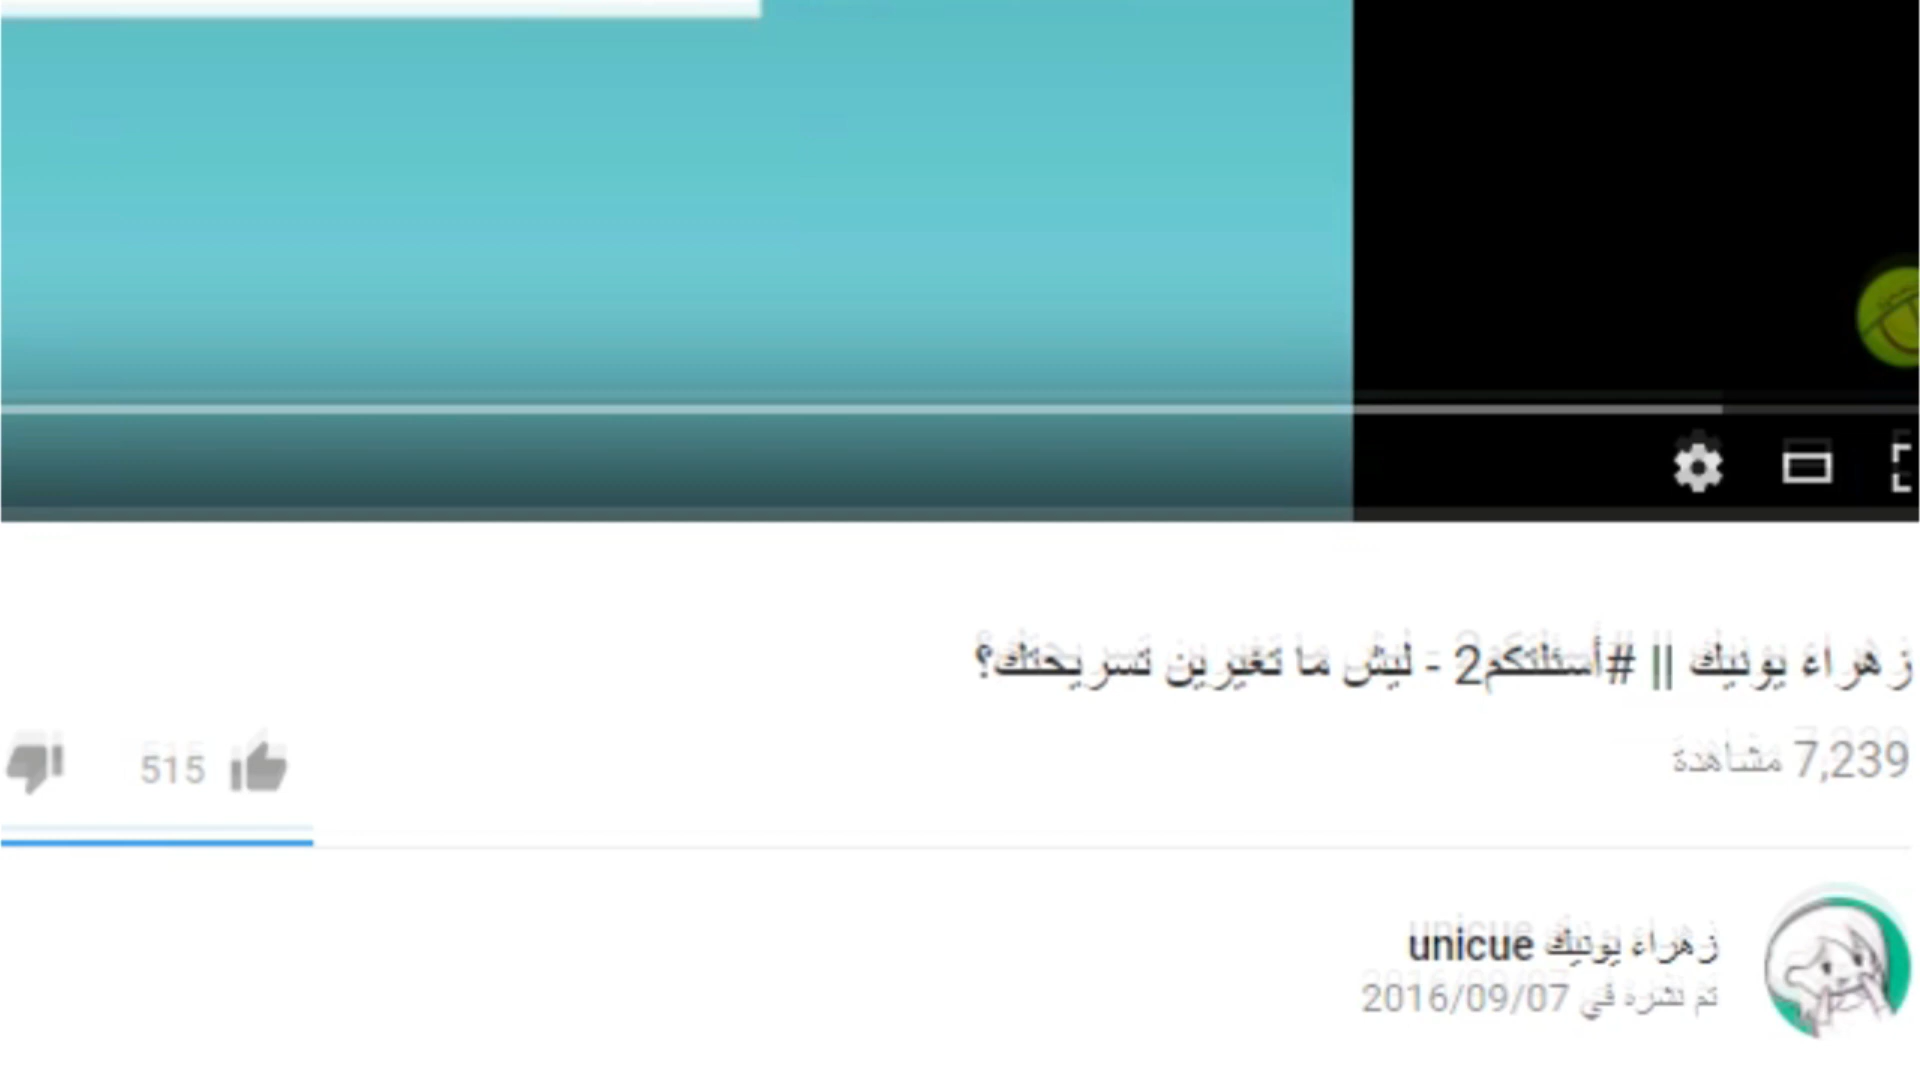 زهراء يونيك || #أسئلتكم2 - ليش ما تغيرين تسريحتك؟
7,239 مشاهدة
515
زهراء يونيك unicue
تم نشره في 2016/09/07